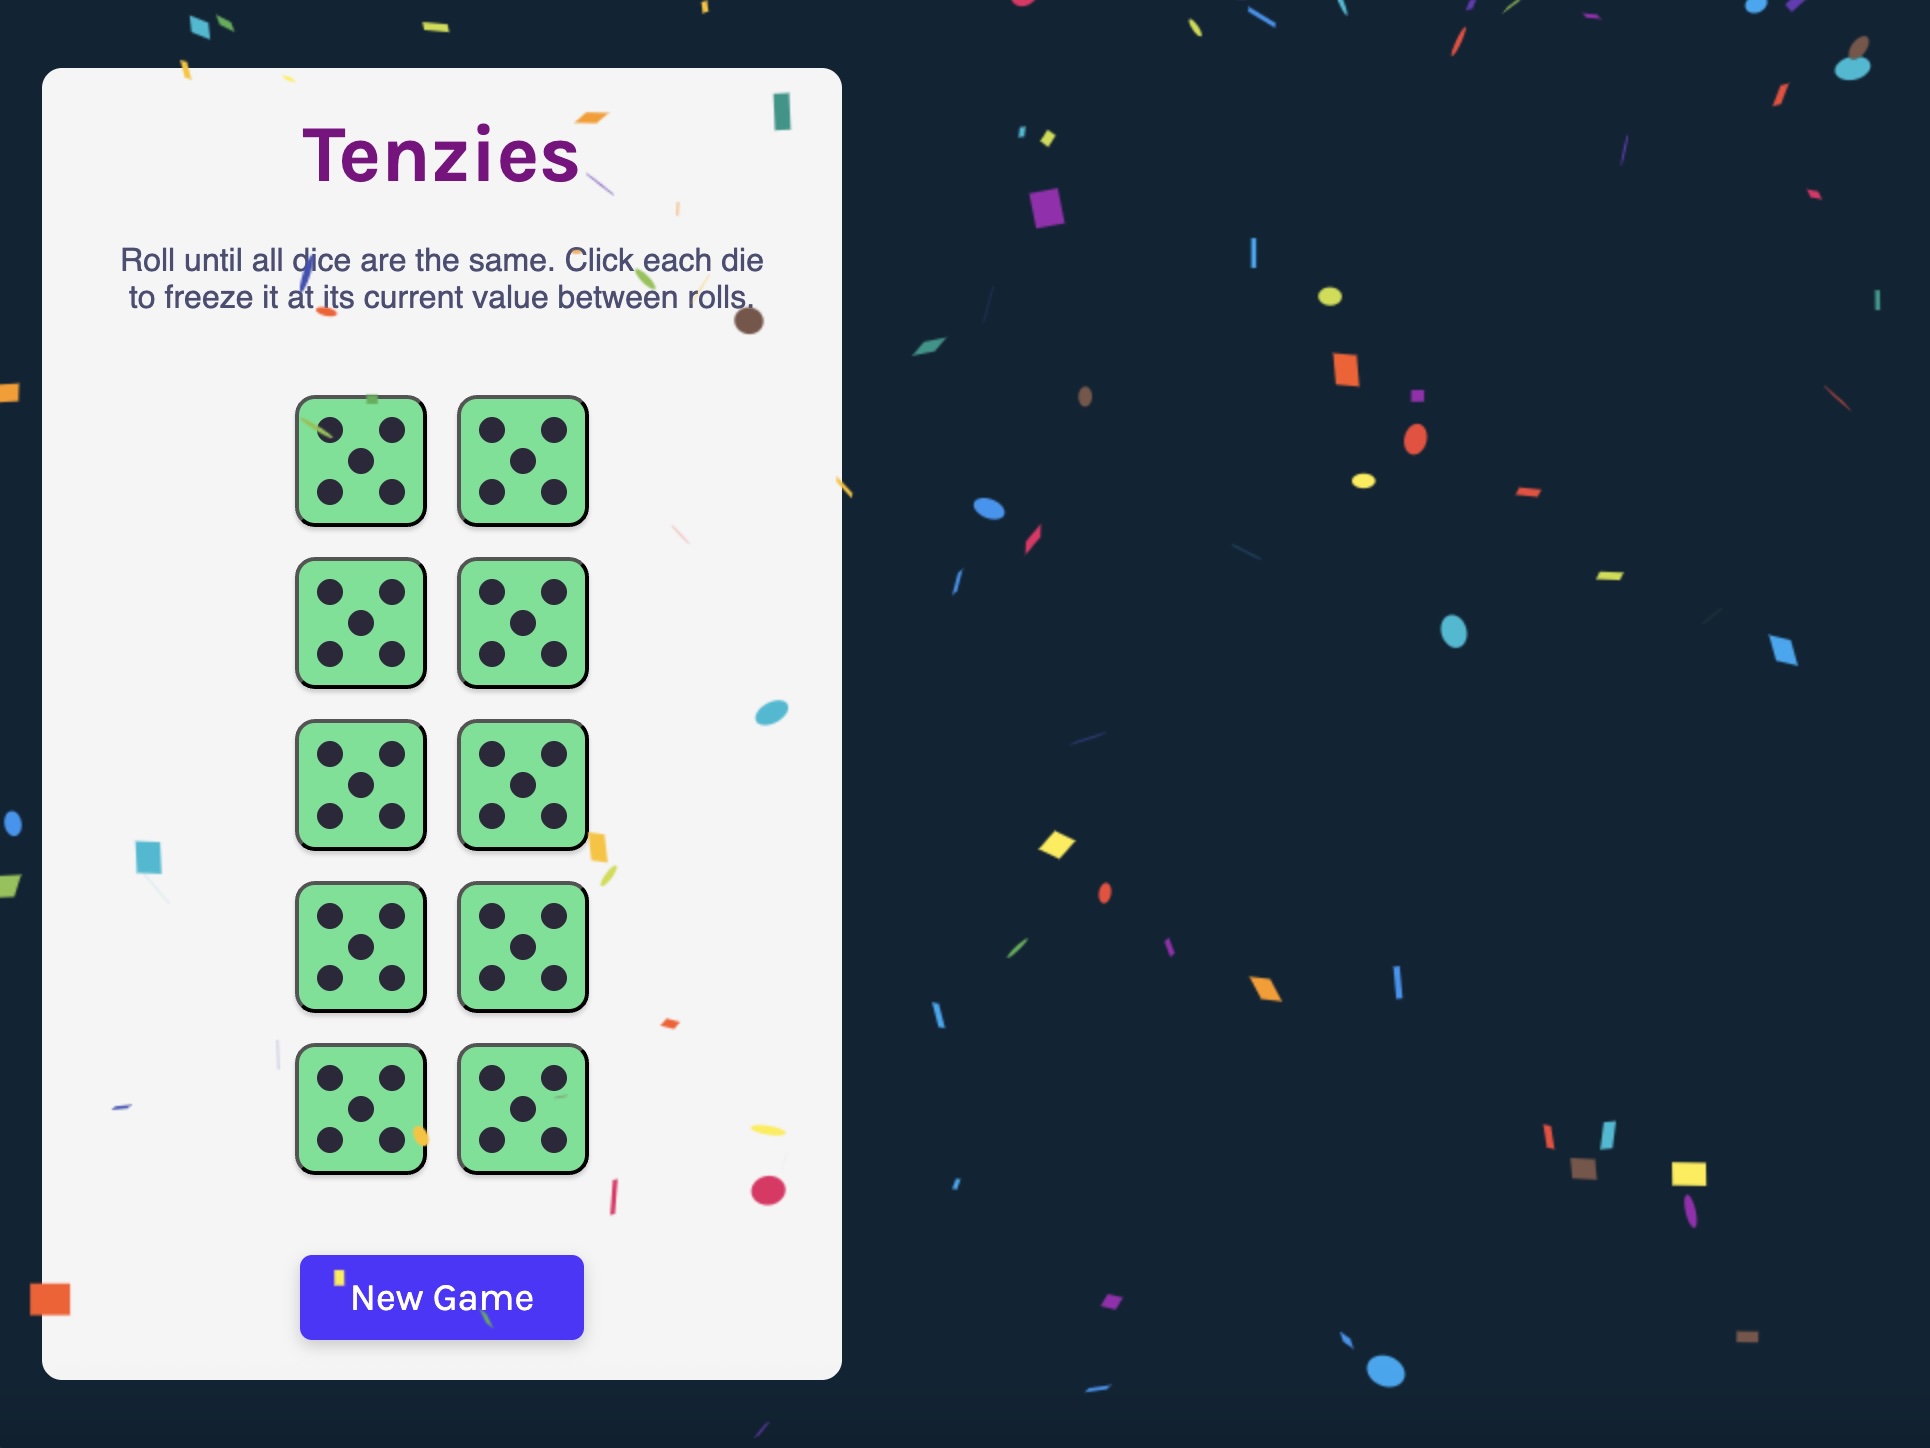 Tenzies
Roll until all dice are the same. Click each die
to freeze it at its current value between rolls.
New Game